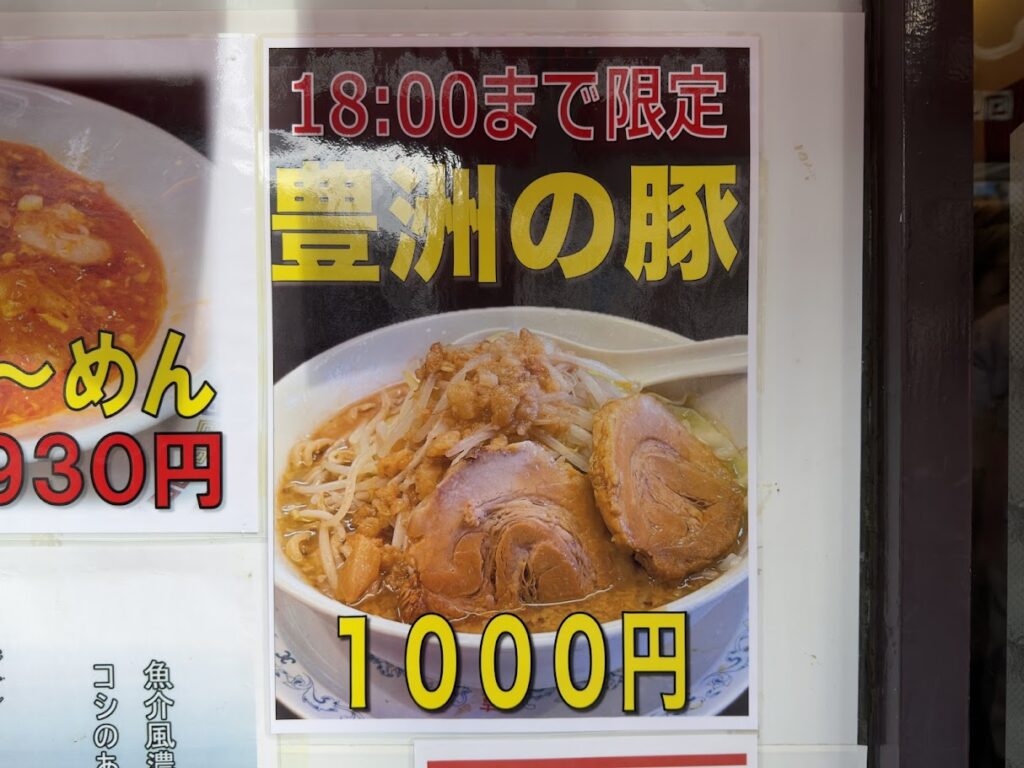 18:00まで限定
豊洲の豚
1000円
～めん
930円
魚介風濃
コシのあ